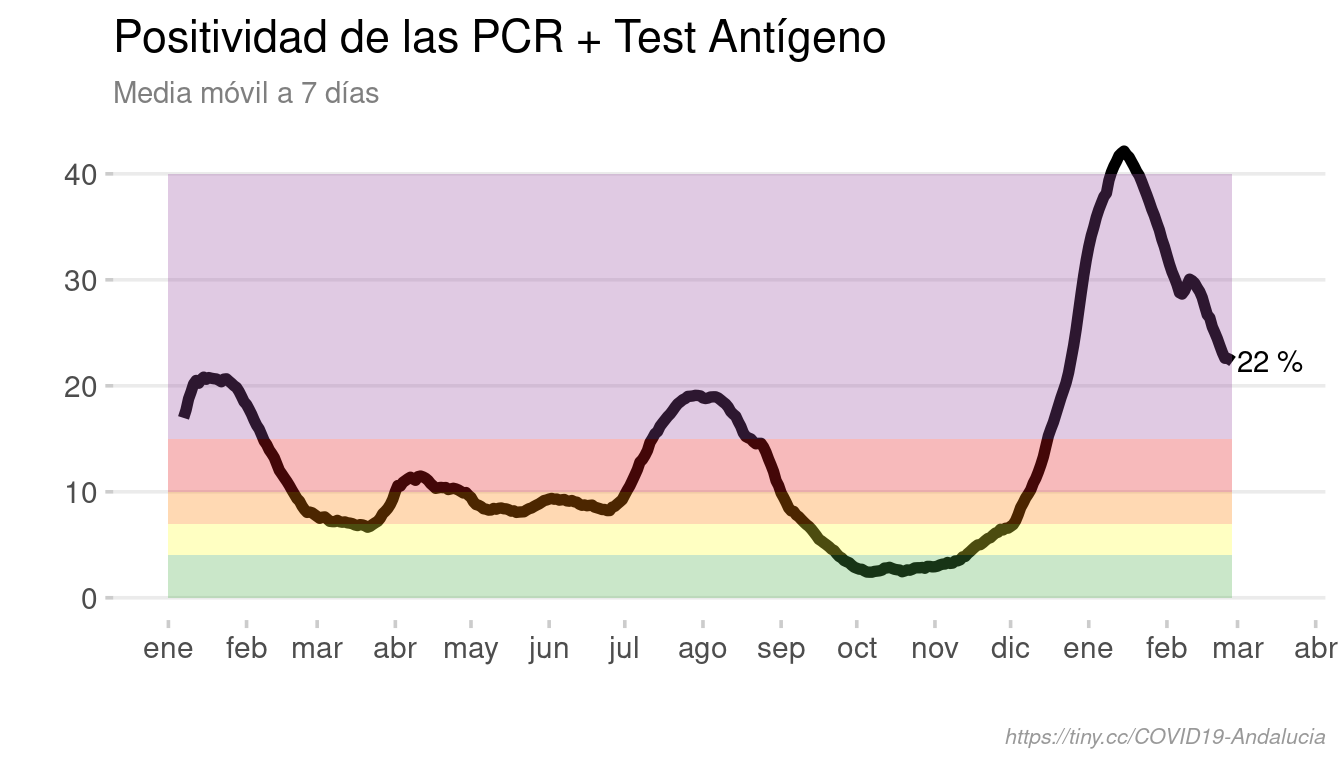 Positividad de las PCR + Test Antígeno
Media móvil a 7 días
40
30
20
10
0
22 %
ene feb mar abr may jun jul ago sep oct nov dic ene feb mar abr
https://tiny.cc/COVID19-Andalucia